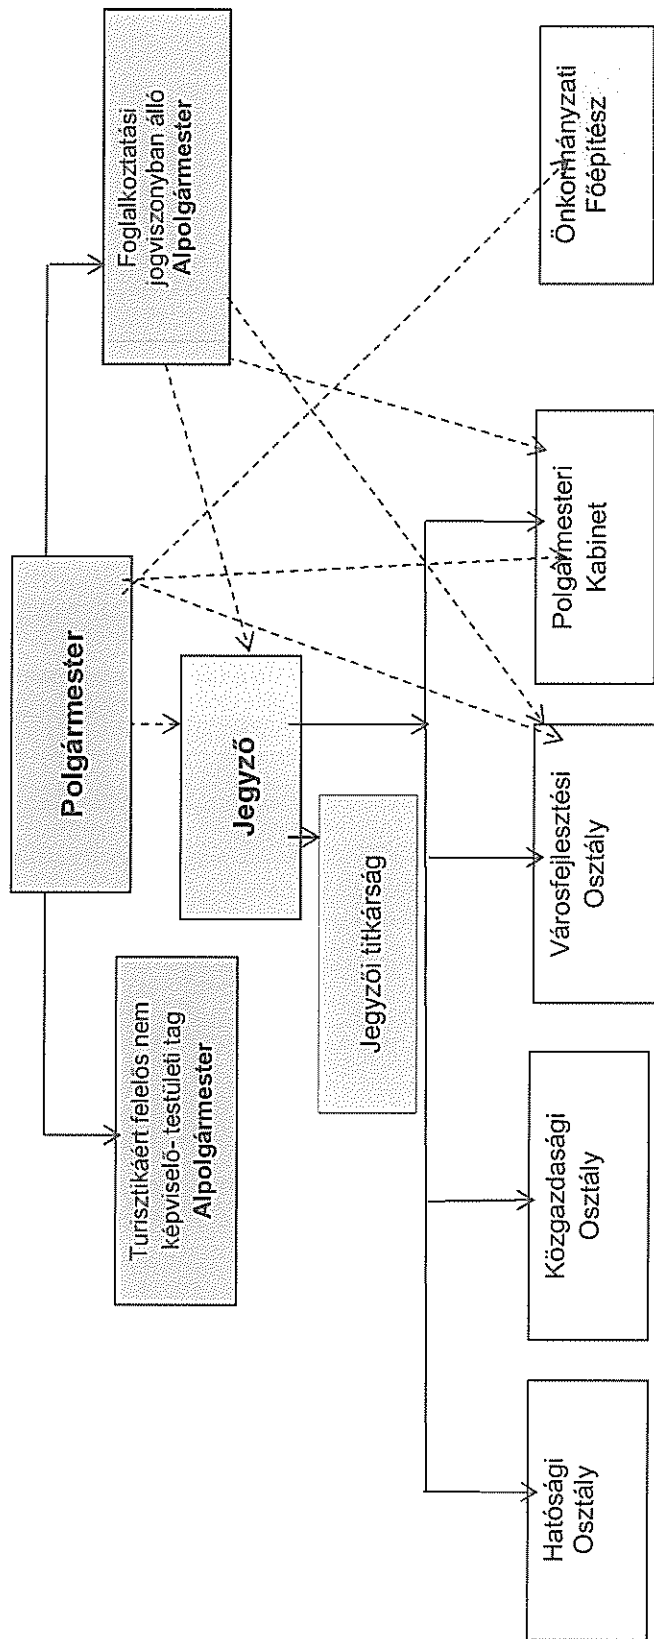 Polgármester
Turisztikáért felelős nem
képviselő- testületi tag
Alpolgármester
Foglalkoztatási
jogviszonyban álló
Alpolgármester
Jegyző
Jegyzői titkárság
Hatósági
Osztály
Közgazdasági
Osztály
Városfejlesztési
Osztály
Polgármesteri
Kabinet
Önkormányzati
Főépítész